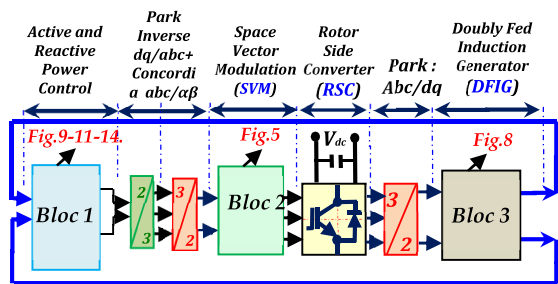 Active and
Reactive
Power
Control
Park
Inverse
dq/abc+
Concordi
a abc/αβ
Space
Vector
Modulation
(SVM)
Rotor
Side
Converter
(RSC)
Park :
Abc/dq
Doubly Fed
Induction
Generator
(DFIG)
Fig.9-11-14.
Fig.5
Vdc
Fig.8
Bloc 1
2
3
3
2
Bloc 2
3
2
Bloc 3